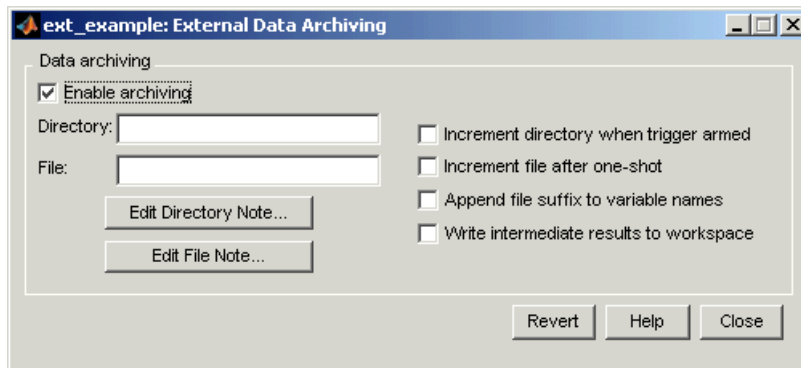 ext_example: External Data Archiving
Data archiving
Enable archiving
Directory:
File:
Edit Directory Note...
Edit File Note...
Increment directory when trigger armed
Increment file after one-shot
Append file suffix to variable names
Write intermediate results to workspace
Revert Help Close